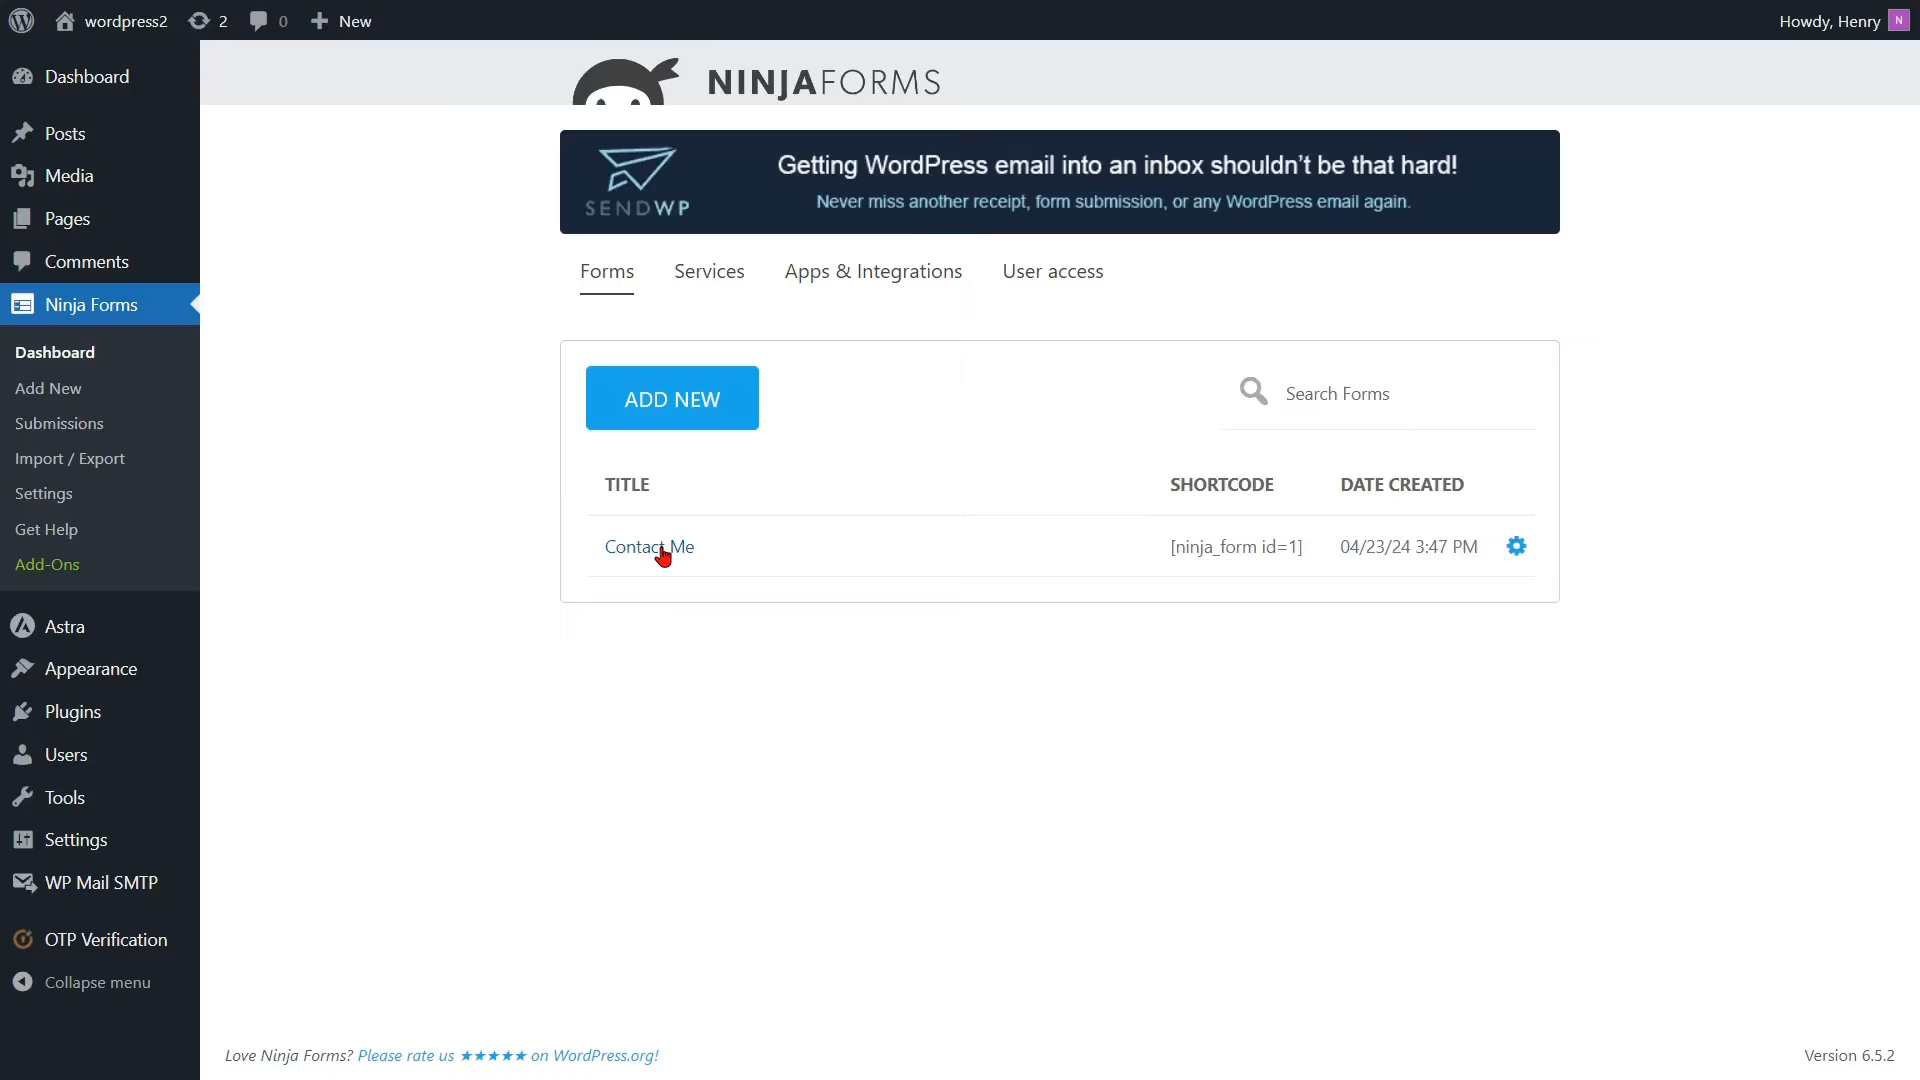 wordpress2 2 0 New Howdy, Henry N
Dashboard
Posts
Media
Pages
Comments
Ninja Forms
Dashboard
Add New
Submissions
Import / Export
Settings
Get Help
Add-Ons
Astra
Appearance
Plugins
Users
Tools
Settings
WP Mail SMTP
OTP Verification
Collapse menu
NINJAFORMS
SENDWP
Getting WordPress email into an inbox shouldn't be that hard!
Never miss another receipt, form submission, or any WordPress email again.
Forms Services Apps & Integrations User access
ADD NEW Search Forms
TITLE SHORTCODE DATE CREATED
Contact Me [ninja_form id=1] 04/23/24 3:47 PM
Love Ninja Forms? Please rate us ★★★★★ on WordPress.org! Version 6.5.2